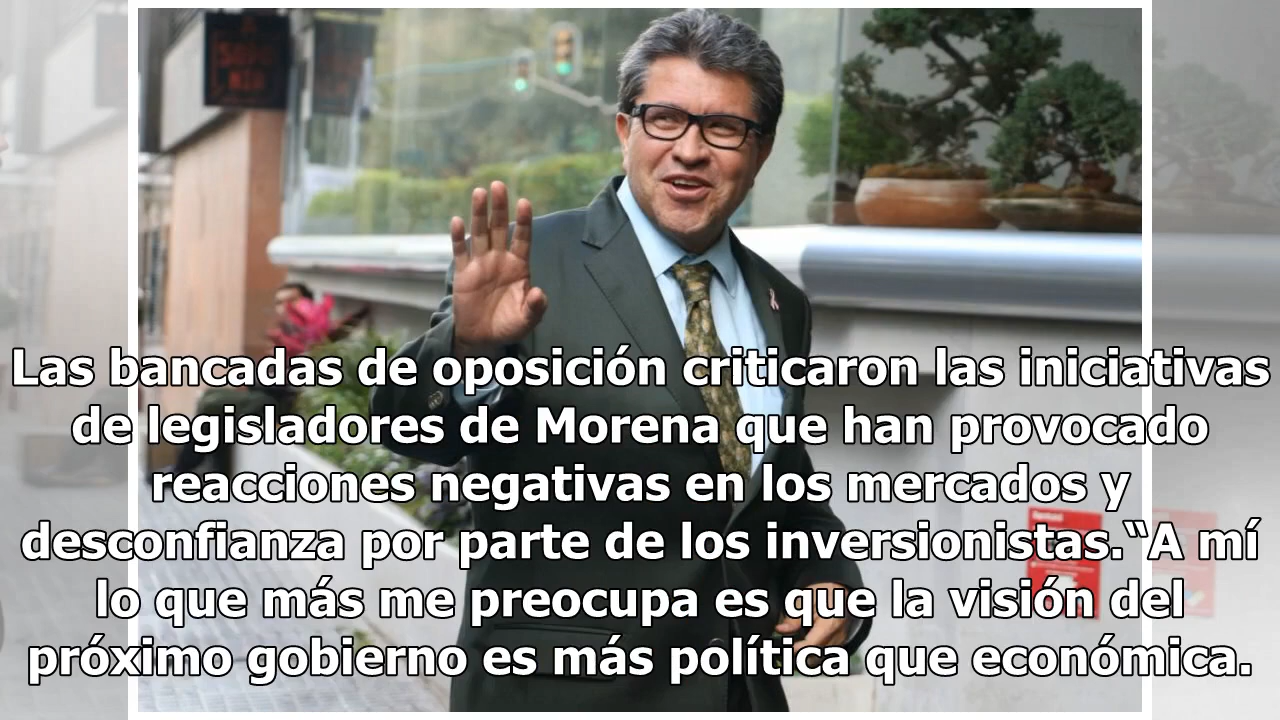 Las bancadas de oposición criticaron las iniciativas
de legisladores de Morena que han provocado
reacciones negativas en los mercados y
desconfianza por parte de los inversionistas.“A mí
lo que más me preocupa es que la visión del
próximo gobierno es más política que económica.